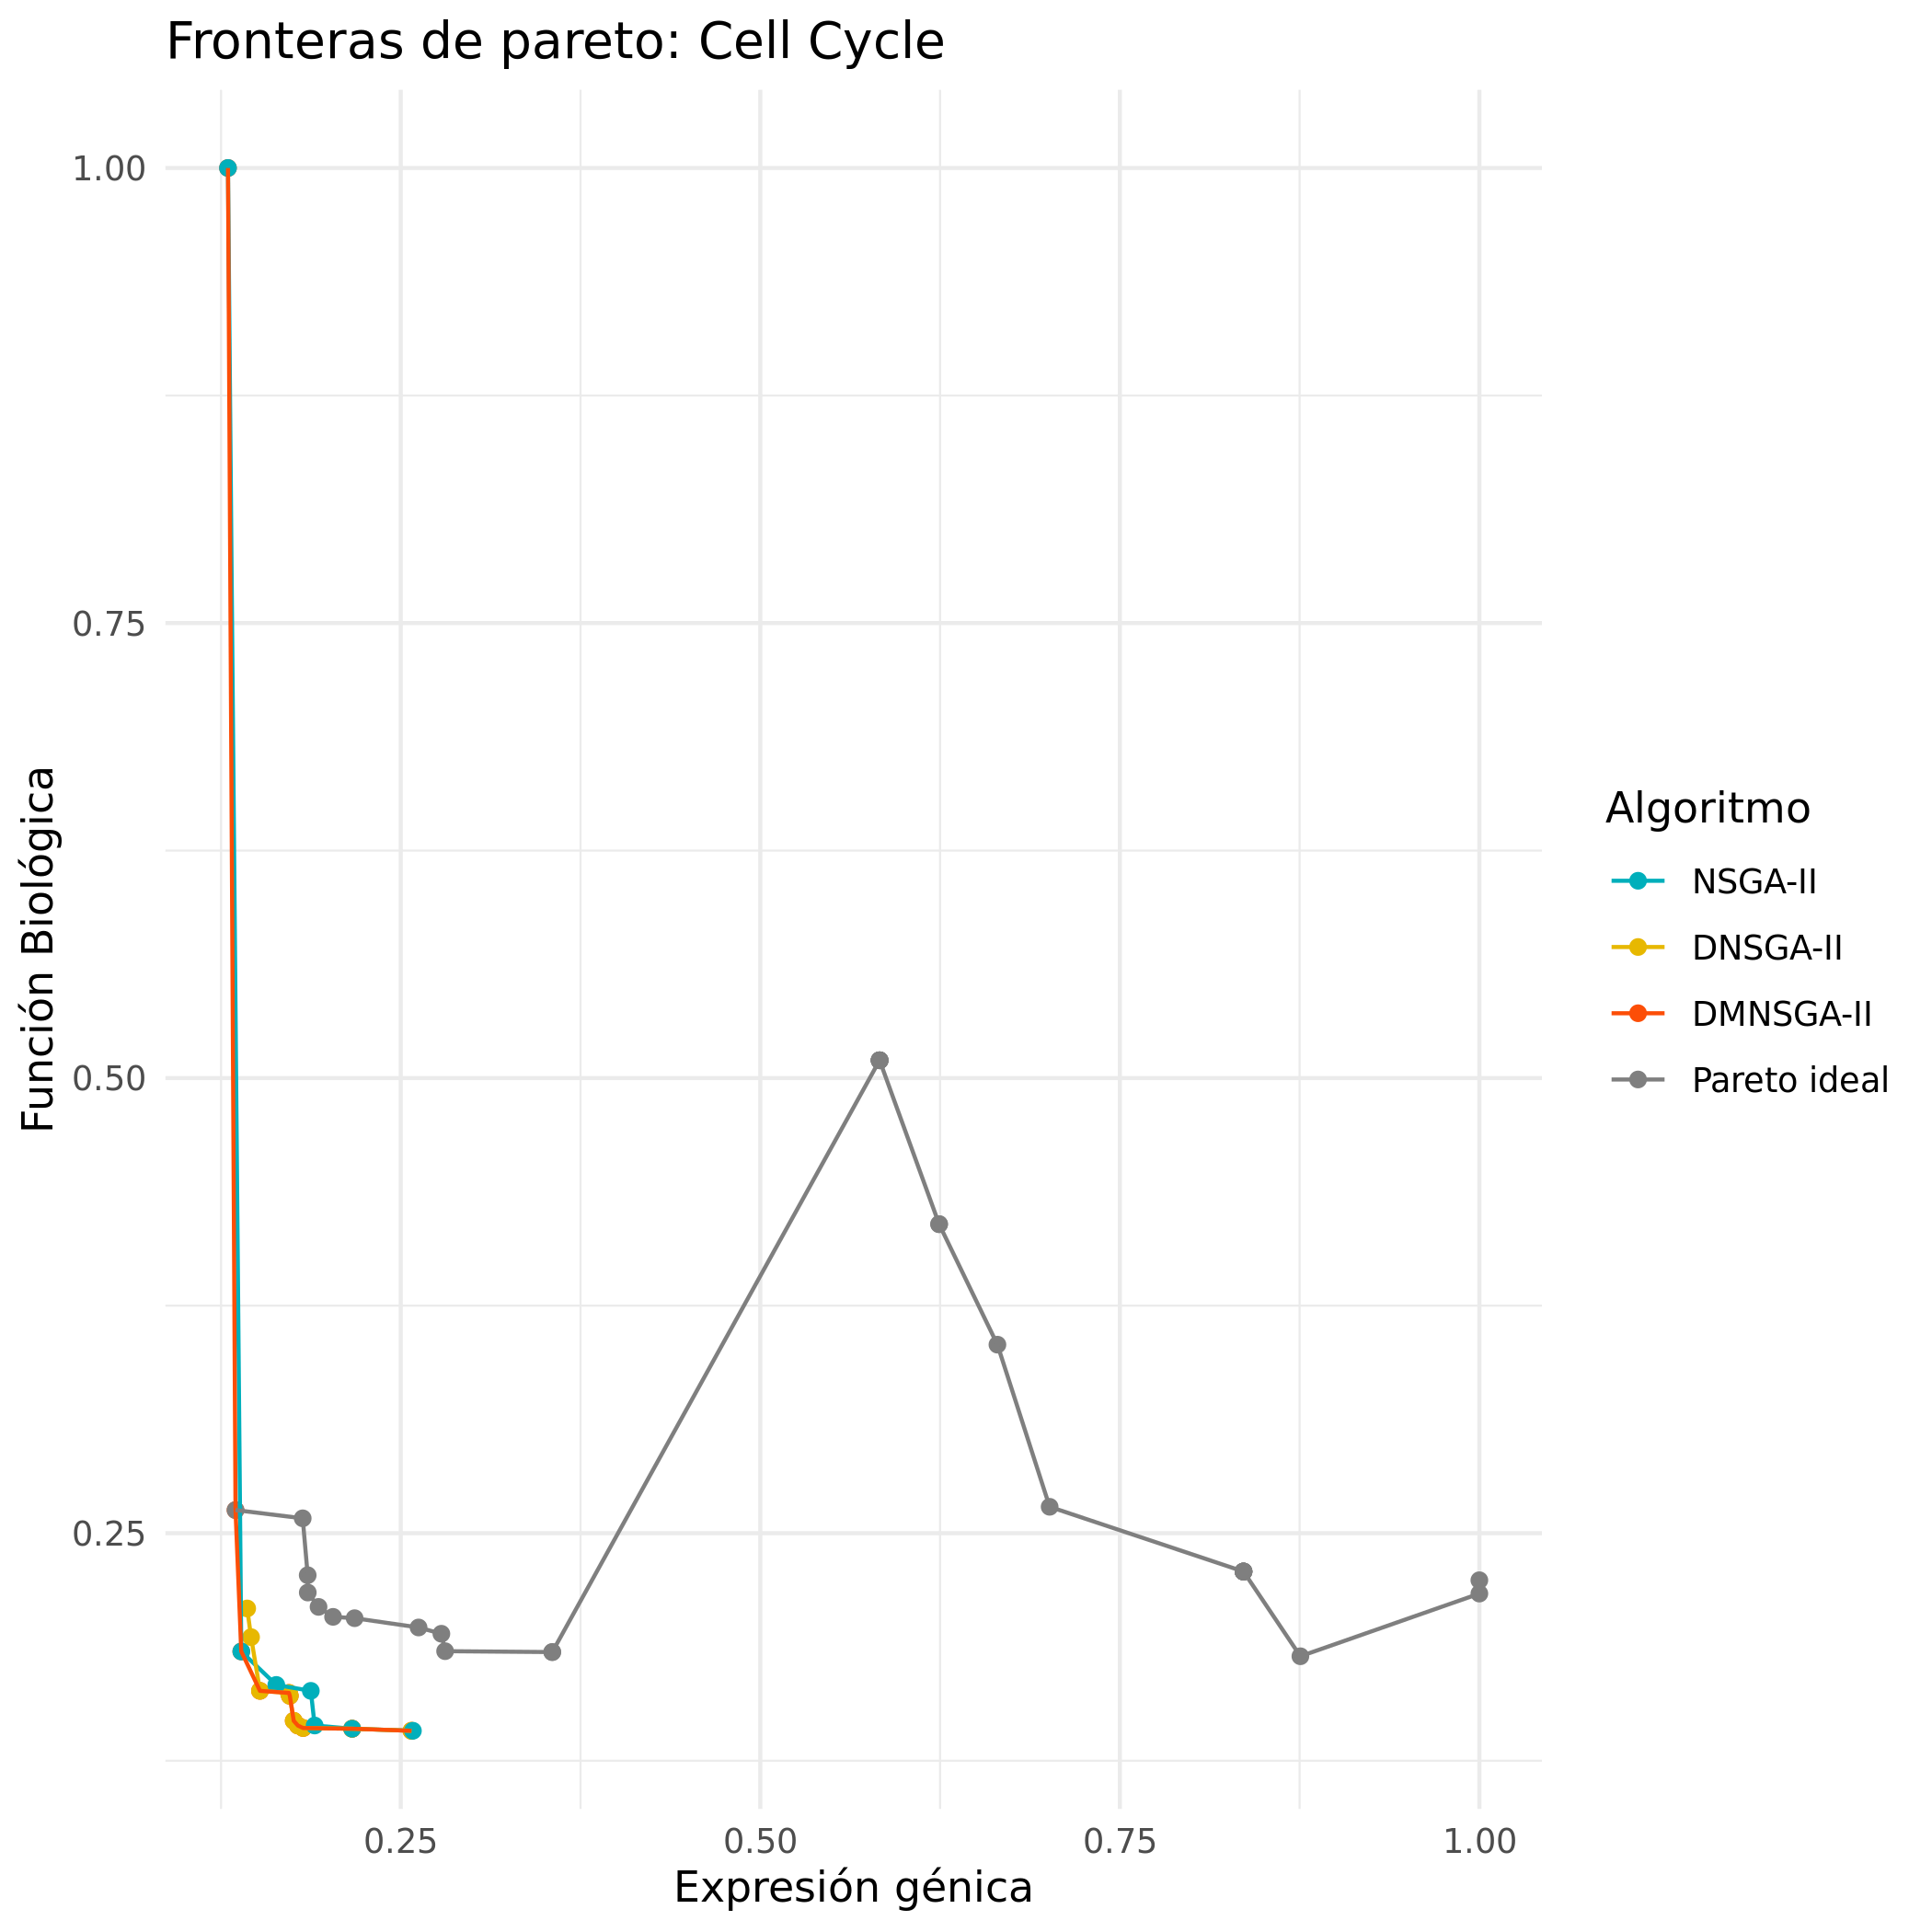 Fronteras de pareto: Cell Cycle
1.00
0.75
0.50
0.25
Función Biológica
0.25 0.50 0.75 1.00
Expresión génica
Algoritmo
NSGA-II
DNSGA-II
DMNSGA-II
Pareto ideal